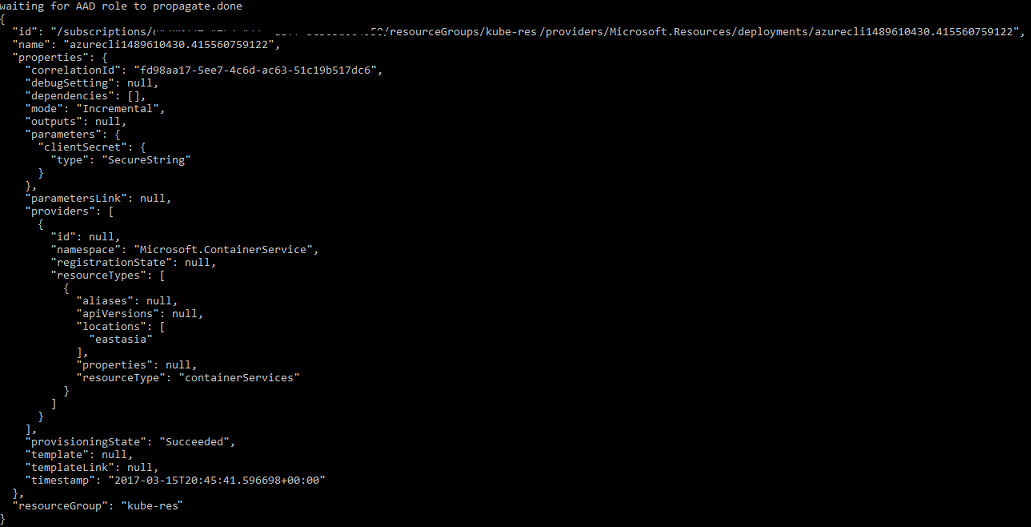 waiting for AAD role to propagate.done
{
  "id": "/subscriptions/ /resourceGroups/kube-res/providers/Microsoft.Resources/deployments/azurecli1489610430.415560759122",
  "name": "azurecli1489610430.415560759122",
  "properties": {
    "correlationId": "fd98aa17-5ee7-4c6d-ac63-51c19b517dc6",
    "debugSetting": null,
    "dependencies": [],
    "mode": "Incremental",
    "outputs": null,
    "parameters": {
      "clientSecret": {
        "type": "SecureString"
      }
    },
    "parametersLink": null,
    "providers": [
      {
        "id": null,
        "namespace": "Microsoft.ContainerService",
        "registrationState": null,
        "resourceTypes": [
          {
            "aliases": null,
            "apiVersions": null,
            "locations": [
              "eastasia"
            ],
            "properties": null,
            "resourceType": "containerServices"
          }
        ]
      }
    ],
    "provisioningState": "Succeeded",
    "template": null,
    "templateLink": null,
    "timestamp": "2017-03-15T20:45:41.596698+00:00"
  },
  "resourceGroup": "kube-res"
}